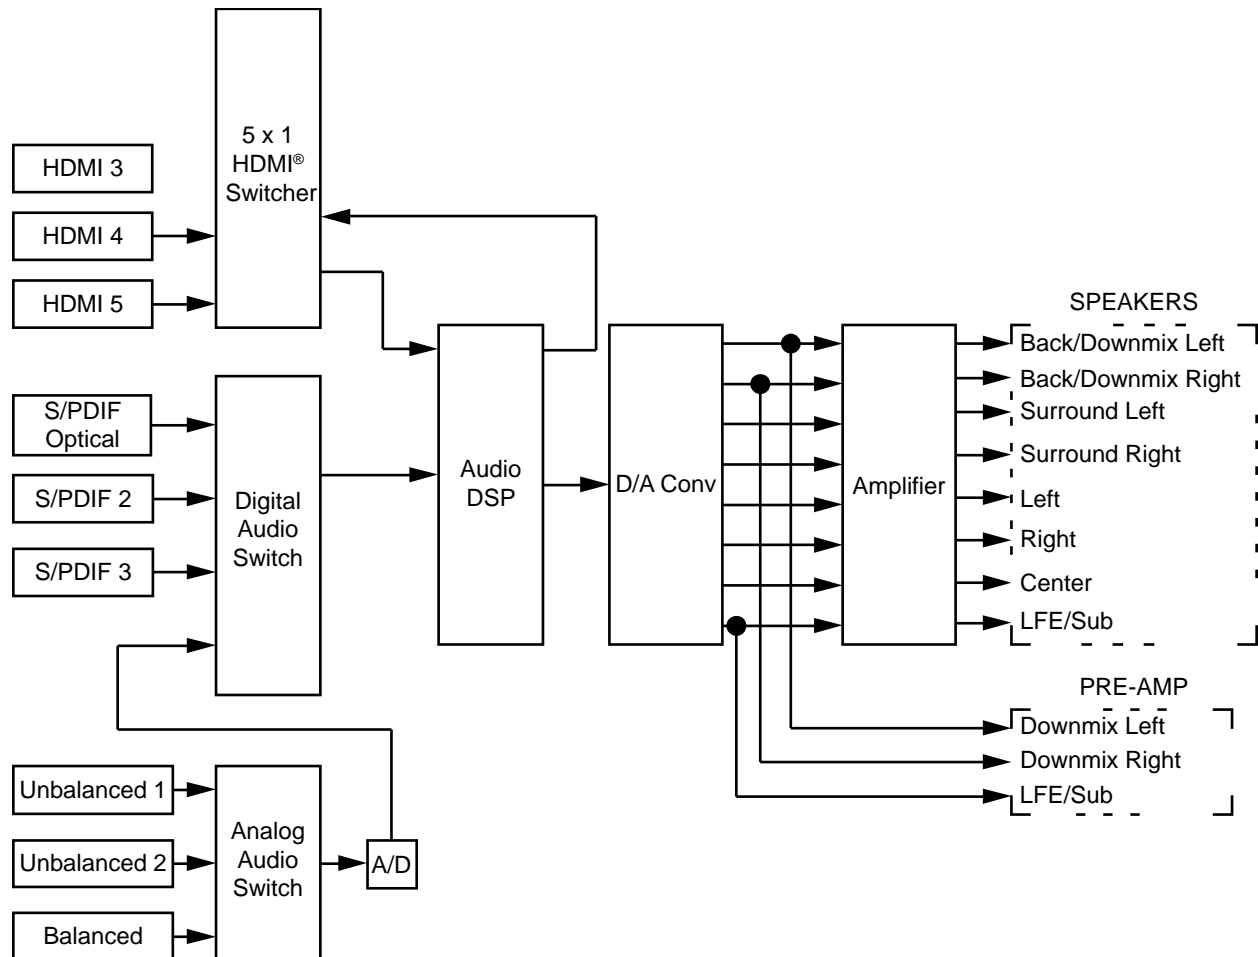 5 x 1
HDMI®
Switcher
HDMI 3
HDMI 4
HDMI 5
S/PDIF
Optical
S/PDIF 2
S/PDIF 3
Digital
Audio
Switch
Unbalanced 1
Unbalanced 2
Balanced
Analog
Audio
Switch
A/D
Audio
DSP
D/A Conv
Amplifier
SPEAKERS
Back/Downmix Left
Back/Downmix Right
Surround Left
Surround Right
Left
Right
Center
LFE/Sub
PRE-AMP
Downmix Left
Downmix Right
LFE/Sub